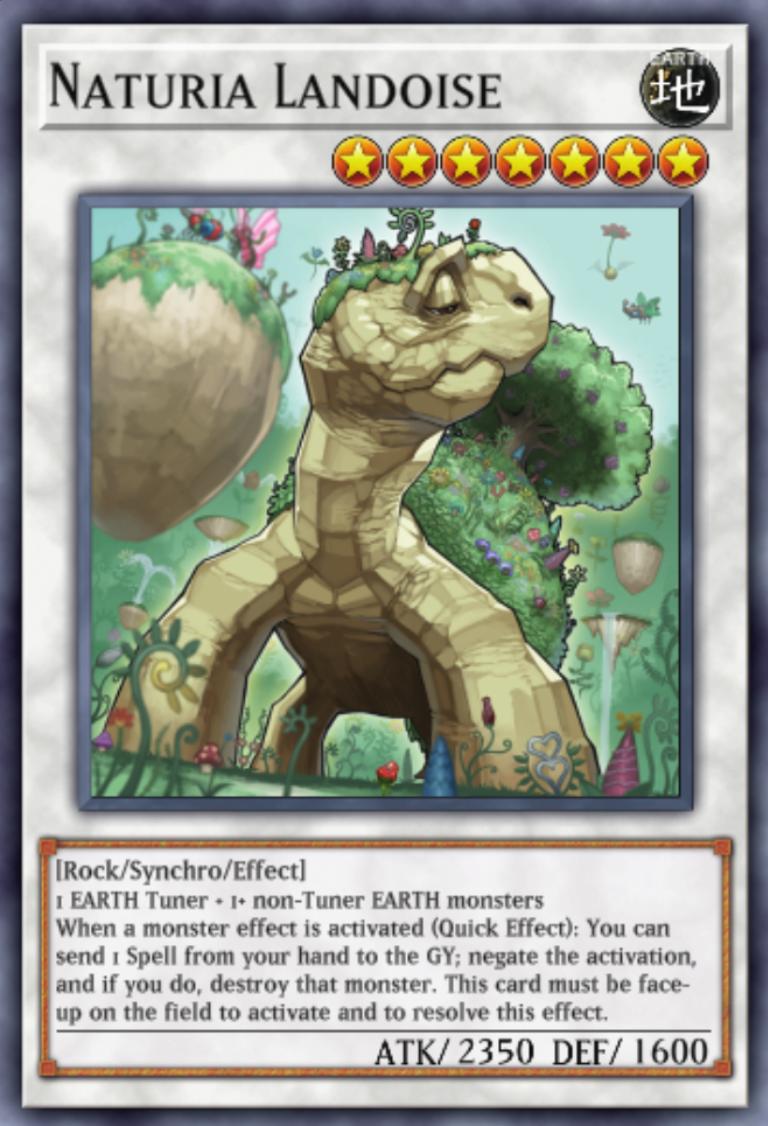 Naturia Landoise
EARTH
地
[Rock/Synchro/Effect]
1 EARTH Tuner + 1+ non-Tuner EARTH monsters
When a monster effect is activated (Quick Effect): You can
send 1 Spell from your hand to the GY; negate the activation,
and if you do, destroy that monster. This card must be face-
up on the field to activate and to resolve this effect.
ATK/ 2350 DEF/ 1600